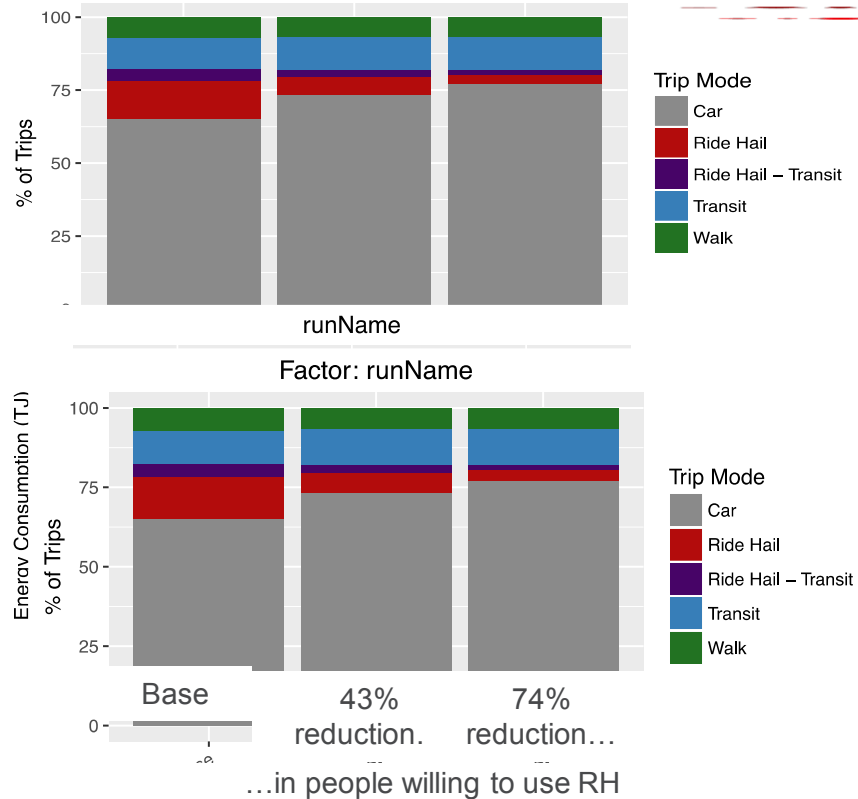 100
75
50
25
% of Trips
runName
Trip Mode
Car
Ride Hail
Ride Hail – Transit
Transit
Walk
Factor: runName
100
75
50
25
0
Energy Consumption (TJ)
% of Trips
Trip Mode
Car
Ride Hail
Ride Hail – Transit
Transit
Walk
Base
43%
reduction.
74%
reduction…
…in people willing to use RH